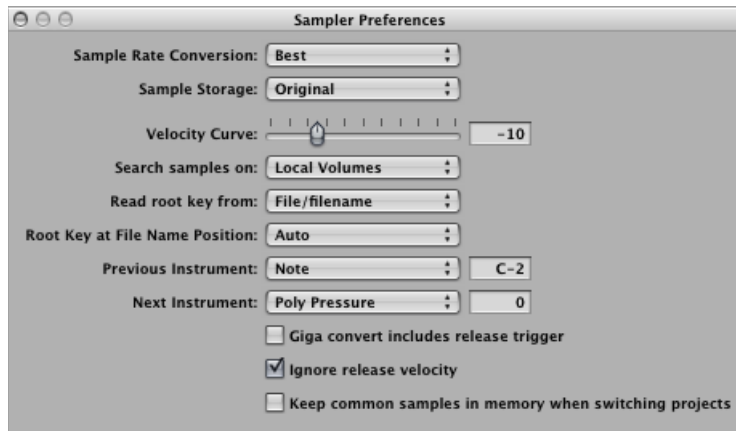 Sampler Preferences
Sample Rate Conversion: Best
Sample Storage: Original
Velocity Curve: -10
Search samples on: Local Volumes
Read root key from: File/filename
Root Key at File Name Position: Auto
Previous Instrument: Note C-2
Next Instrument: Poly Pressure 0
Giga convert includes release trigger
Ignore release velocity
Keep common samples in memory when switching projects